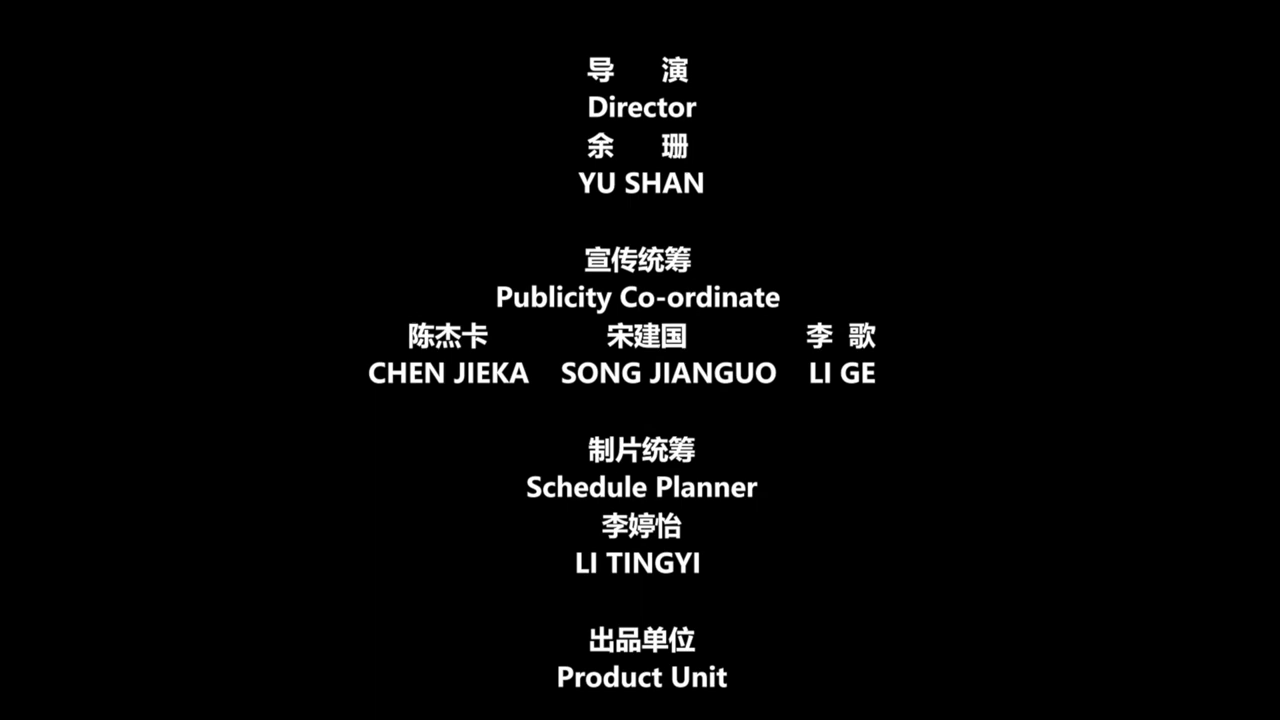 导 演
Director
余 珊
YU SHAN
宣传统筹
Publicity Co-ordinate
陈杰卡 宋建国 李 歌
CHEN JIEKA SONG JIANGUO LI GE
制片统筹
Schedule Planner
李婷怡
LI TINGYI
出品单位
Product Unit